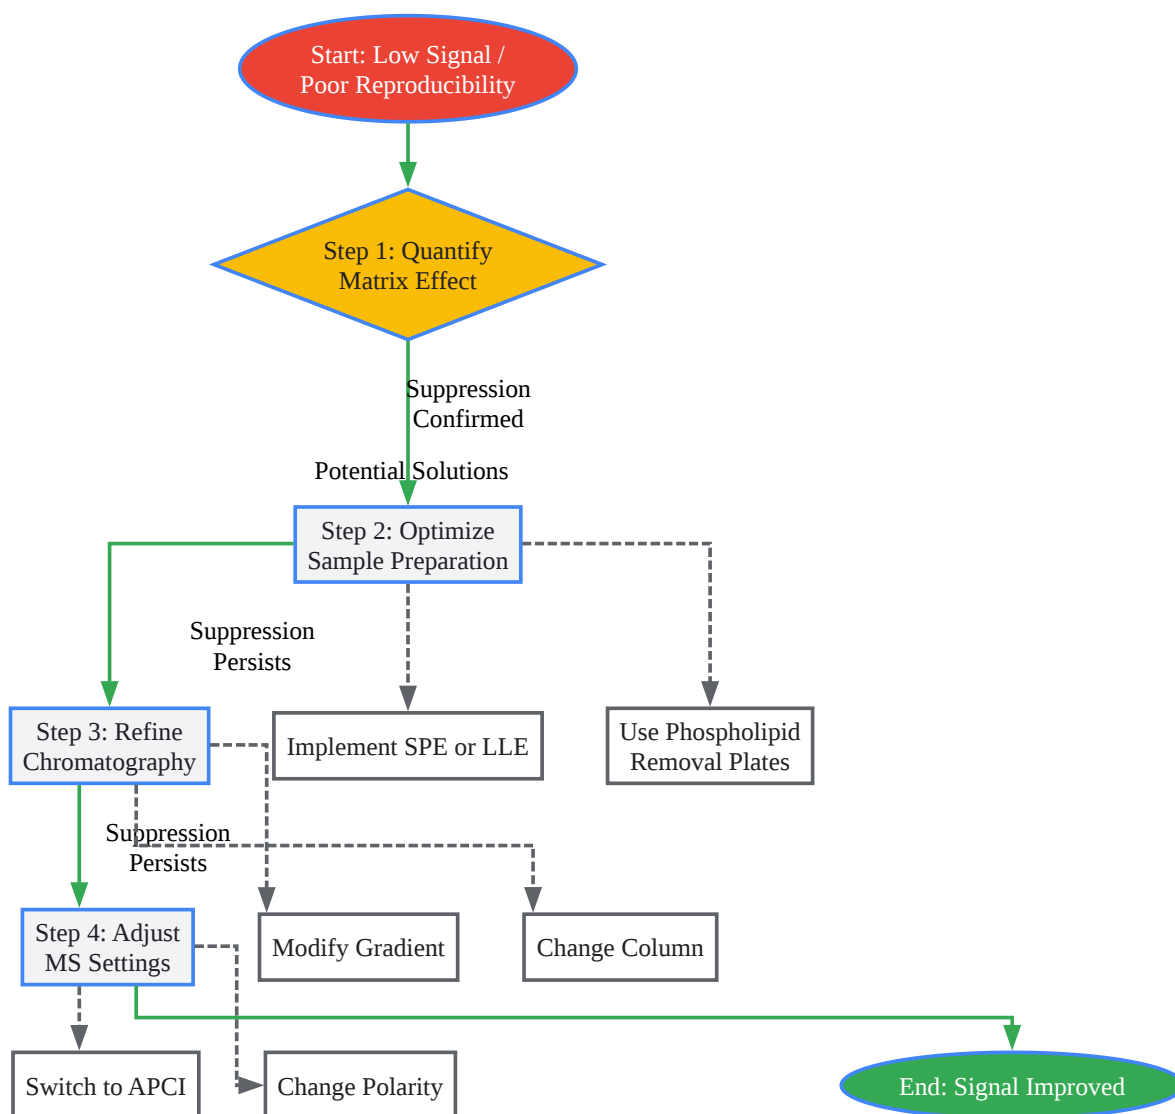 Start: Low Signal /
Poor Reproducibility
Step 1: Quantify
Matrix Effect
Suppression
Confirmed
Potential Solutions
Step 2: Optimize
Sample Preparation
Suppression
Persists
Step 3: Refine
Chromatography
Implement SPE or LLE
Use Phospholipid
Removal Plates
Suppression
Persists
Step 4: Adjust
MS Settings
Modify Gradient
Change Column
Switch to APCI
Change Polarity
End: Signal Improved